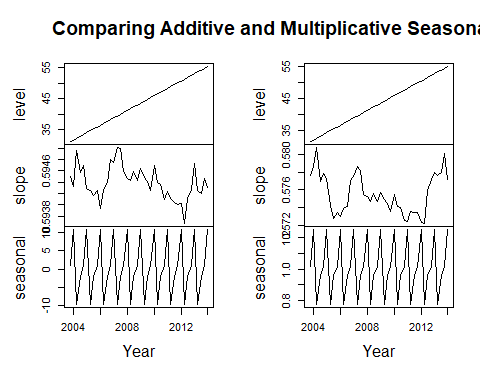 Comparing Additive and Multiplicative Seasona
level
35
45
55
slope
0.5938
0.5946
seasonal
-10
0
5
10
2004
2008
2012
Year
level
35
45
55
slope
0.576
0.580
seasonal
0.8
1.0
2004
2008
2012
Year